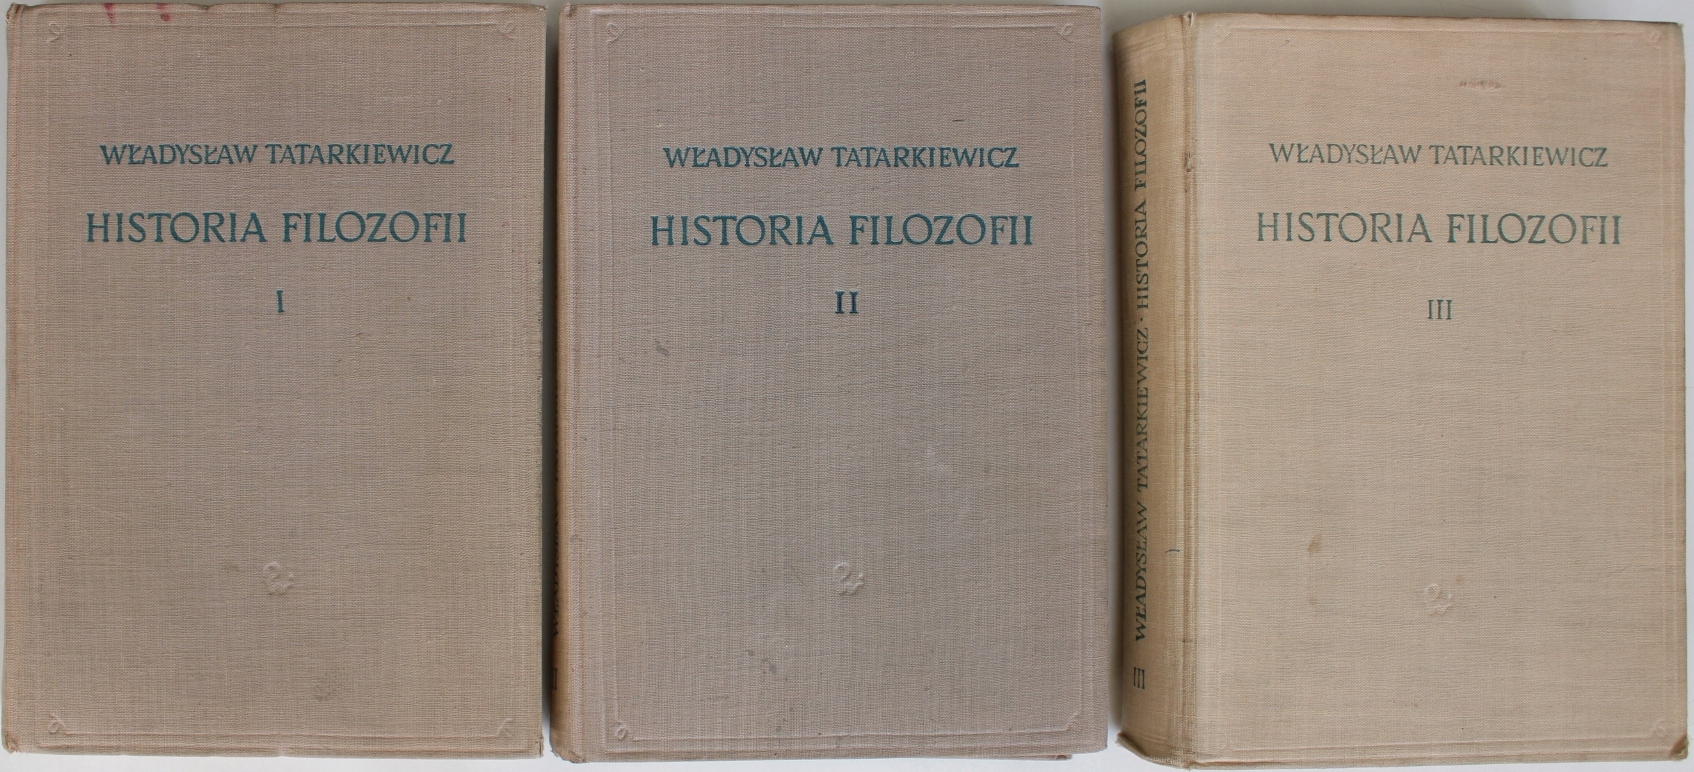 WŁADYSŁAW TATARKIEWICZ
HISTORIA FILOZOFII
I
WŁADYSŁAW TATARKIEWICZ
HISTORIA FILOZOFII
II
III WŁADYSŁAW TATARKIEWICZ · HISTORIA FILOZOFII
WŁADYSŁAW TATARKIEWICZ
HISTORIA FILOZOFII
III